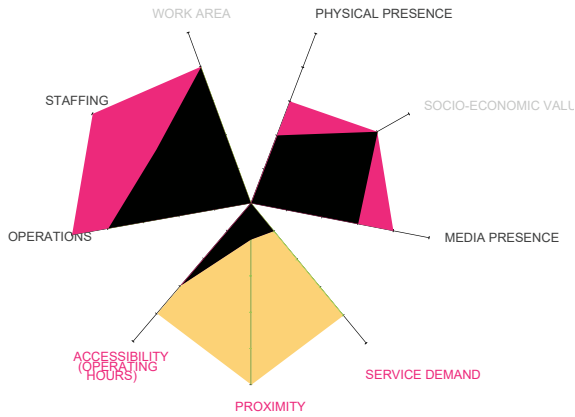 WORK AREA
PHYSICAL PRESENCE
STAFFING
SOCIO-ECONOMIC VALU
OPERATIONS
MEDIA PRESENCE
ACCESSIBILITY
(OPERATING
HOURS)
SERVICE DEMAND
PROXIMITY